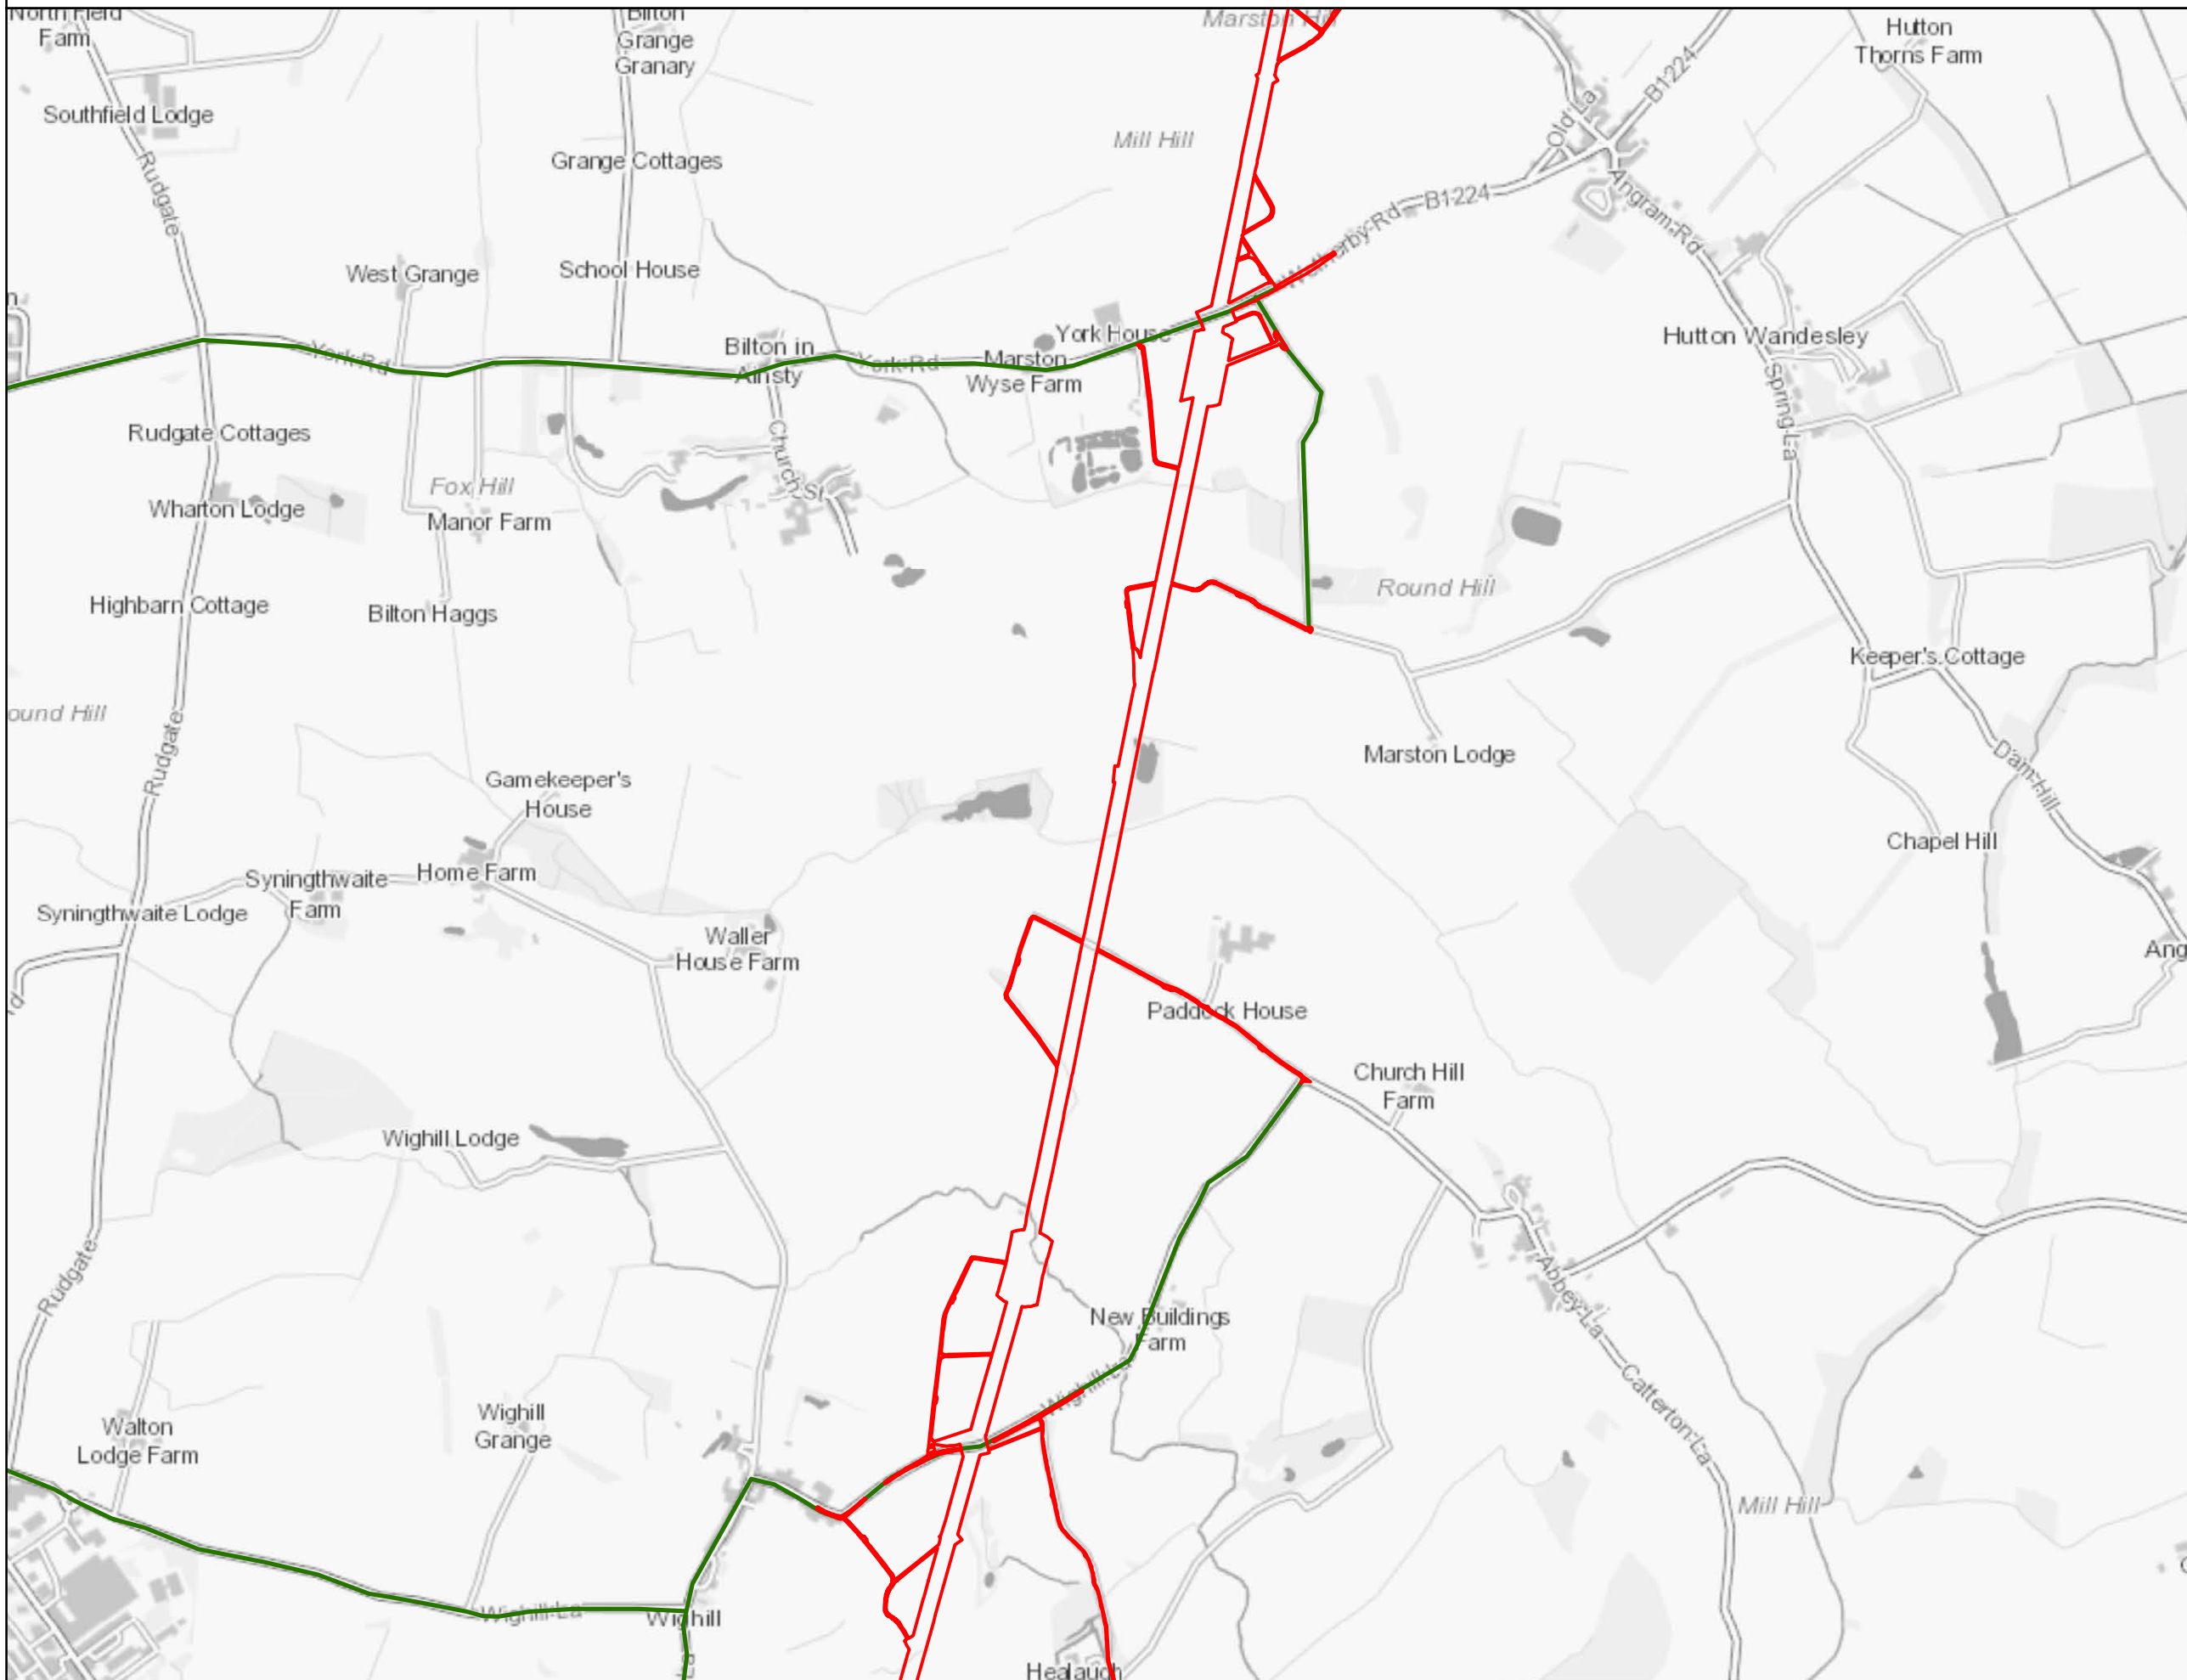 North Field
Farm
Bilton
Grange
Granary
Marston Hill
Hutton
Thorns Farm
B1224
Southfield Lodge
Old La
Mill Hill
Grange Cottages
Rudgate
B1224
Angram Rd
Wetherby Rd
West Grange
School House
York House
Hutton Wandesley
York Rd
Bilton in
Ainsty
York Rd
Marston
Wyse Farm
Spring La
Rudgate Cottages
Church St
Fox Hill
Wharton Lodge
Manor Farm
Highbarn Cottage
Bilton Haggs
Round Hill
Keeper's Cottage
ound Hill
Rudgate
Marston Lodge
Dam Hill
Gamekeeper's
House
Chapel Hill
Home Farm
Syningthwaite
Farm
Syningthwaite Lodge
Waller
House Farm
Ang
Paddock House
Church Hill
Farm
Wighill Lodge
Rudgate
Abbey La
New Buildings
Farm
Wighill La
Catterton La
Wighill
Grange
Walton
Lodge Farm
Mill Hill
Wighill La
Wighill
Healaugh